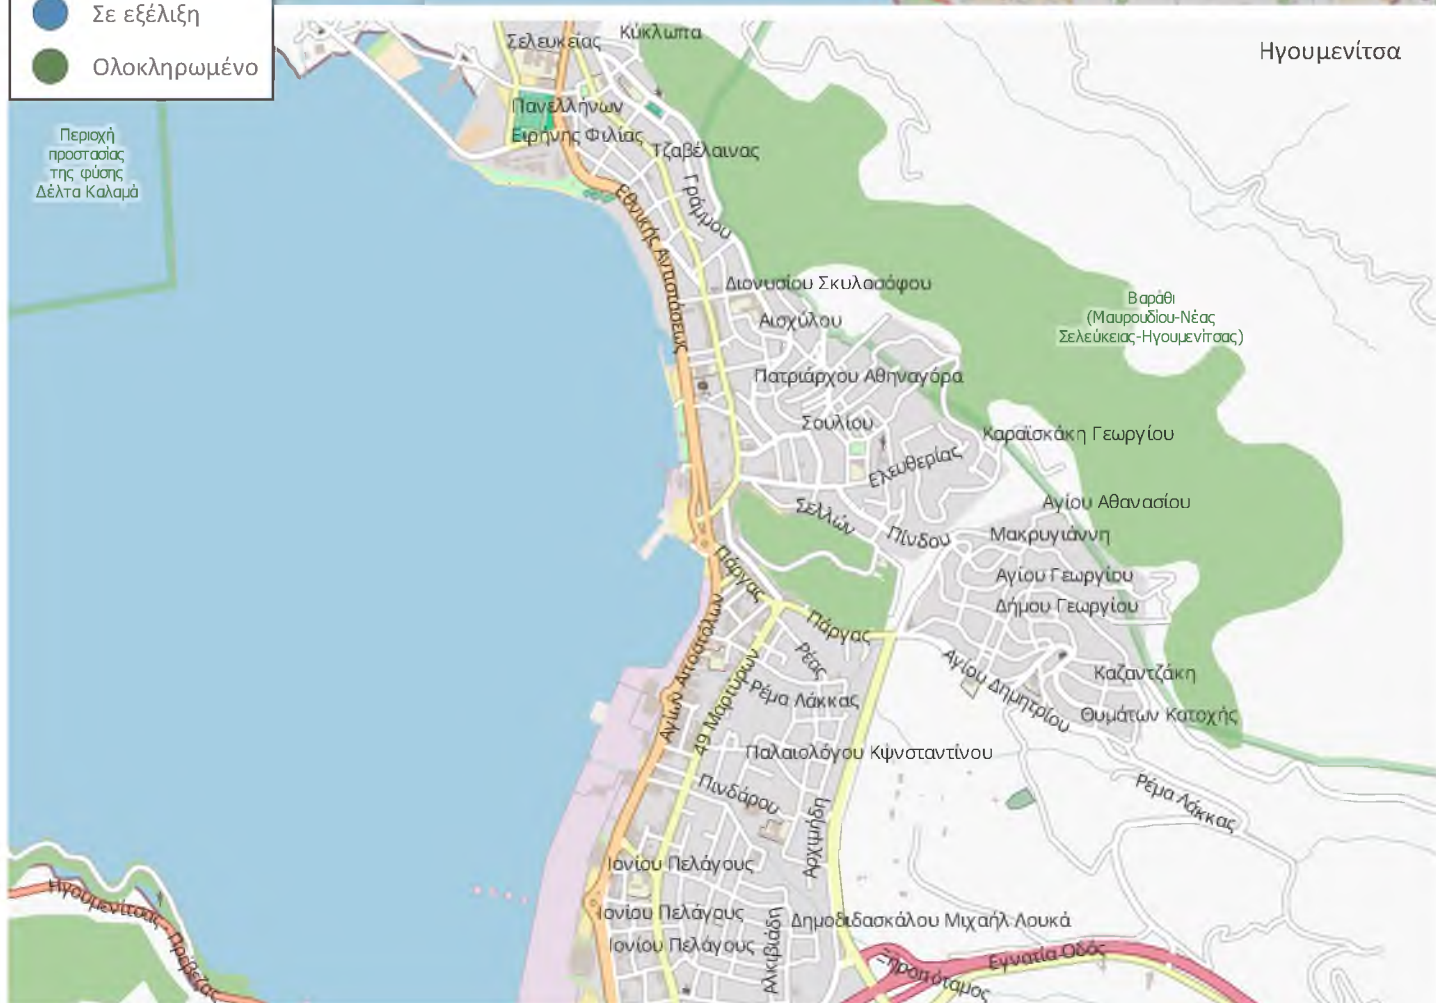 Σε εξέλιξη
Ολοκληρωμένο
Ηγουμενίτσα
Σελευκείας
Κύκλωπα
Πανελλήνων
Ειρήνης Φιλίας
Τζαβέλαινας
Περιοχή
προστασίας
της φύσης
Δέλτα Καλαμά
Γράμμου
Εθνικής Αντιστάσεως
Διονυσίου Σκυλοσόφου
Αισχύλου
Βαράθι
(Μαυρουδίου-Νέας
Σελεύκειας-Ηγουμενίτσας)
Πατριάρχου Αθηναγόρα
Σουλίου
Καραϊσκάκη Γεωργίου
Ελευθερίας
Αγίου Αθανασίου
Σελλών
Πίνδου
Μακρυγιάννη
Πάργας
Αγίου Γεωργίου
Δήμου Γεωργίου
Πάργας
Αγίων Αποστόλων
49 Μαρτύρων
Ρέας
Ρέμα Λάκκας
Αγίου Δημητρίου
Καζαντζάκη
Θυμάτων Κατοχής
Παλαιολόγου Κψνσταντίνου
Πινδάρου
Ρέμα Λάκκας
Αρχιμήδη
Ιονίου Πελάγους
Ηγουμενίτσας - Πρέβεζας
Ιονίου Πελάγους
Δημοδιδασκάλου Μιχαήλ Λουκά
Ιονίου Πελάγους
Αλκιβιάδη
Εγνατία Οδός
Ξηροπόταμος